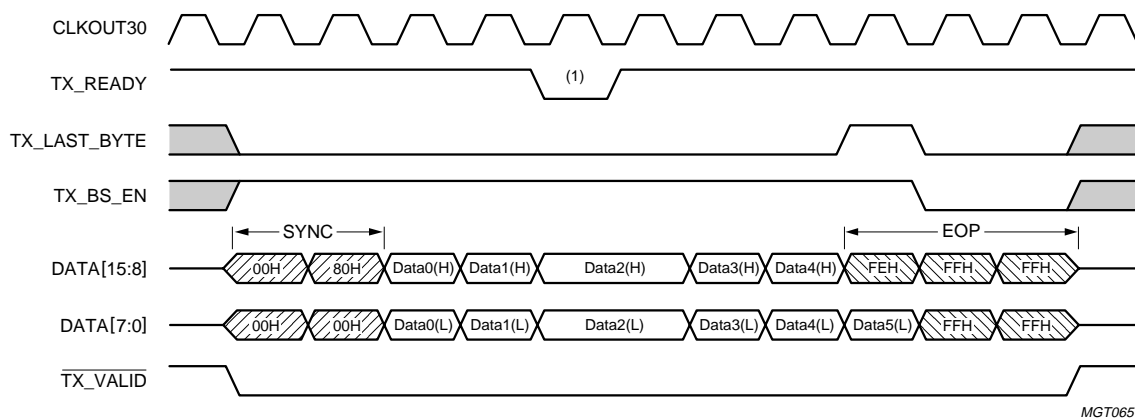 CLKOUT30
TX_READY
(1)
TX_LAST_BYTE
TX_BS_EN
SYNC
EOP
DATA[15:8]
00H 80H Data0(H) Data1(H) Data2(H) Data3(H) Data4(H) FEH FFH FFH
DATA[7:0]
00H 00H Data0(L) Data1(L) Data2(L) Data3(L) Data4(L) Data5(L) FFH FFH
TX_VALID
MGT065